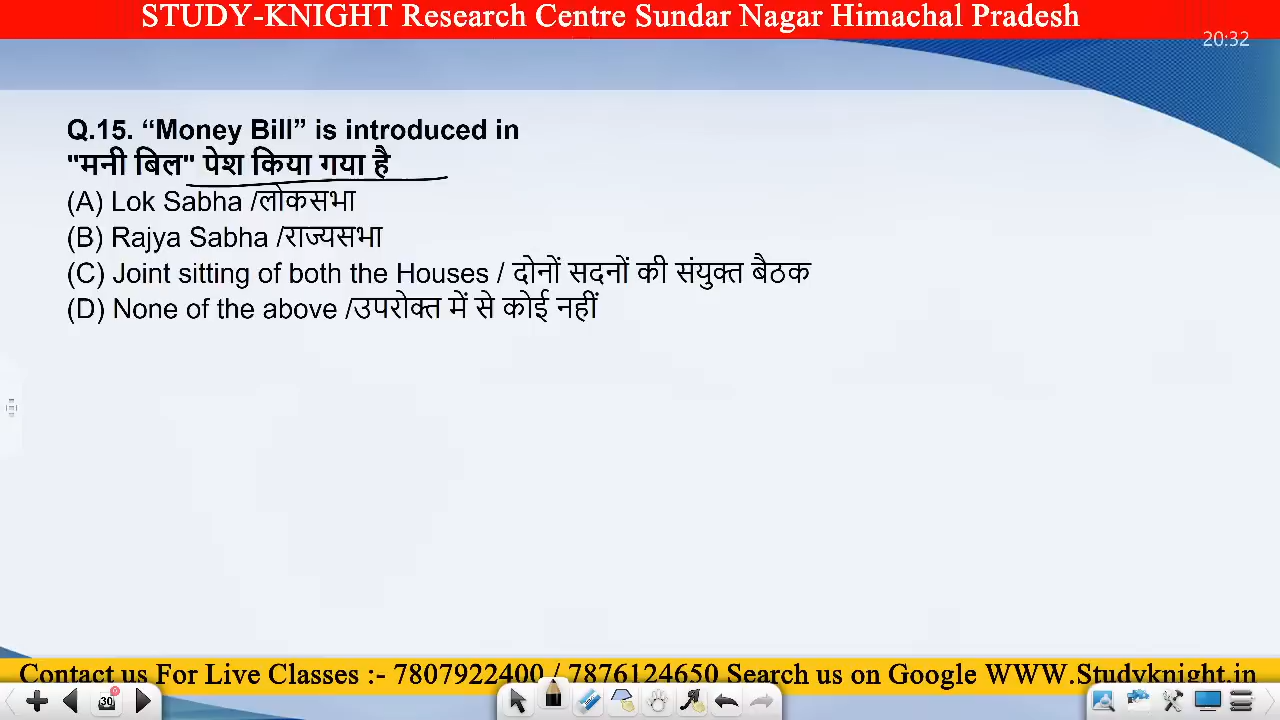 STUDY-KNIGHT Research Centre Sundar Nagar Himachal Pradesh
20:32
Q.15. “Money Bill” is introduced in
"मनी बिल" पेश किया गया है
(A) Lok Sabha /लोकसभा
(B) Rajya Sabha /राज्यसभा
(C) Joint sitting of both the Houses / दोनों सदनों की संयुक्त बैठक
(D) None of the above /उपरोक्त में से कोई नहीं
Contact us For Live Classes :- 7807922400 / 7876124650 Search us on Google WWW.Studyknight.in
30